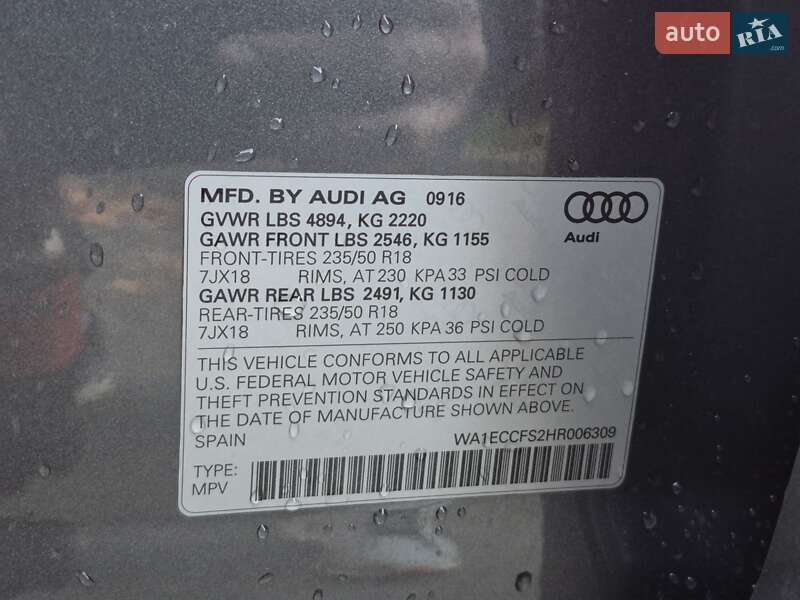 auto RIA.com
MFD. BY AUDI AG 0916
GVWR LBS 4894, KG 2220
GAWR FRONT LBS 2546, KG 1155
FRONT-TIRES 235/50 R18
7JX18 RIMS, AT 230 KPA 33 PSI COLD
GAWR REAR LBS 2491, KG 1130
REAR-TIRES 235/50 R18
7JX18 RIMS, AT 250 KPA 36 PSI COLD
Audi
THIS VEHICLE CONFORMS TO ALL APPLICABLE
U.S. FEDERAL MOTOR VEHICLE SAFETY AND
THEFT PREVENTION STANDARDS IN EFFECT ON
THE DATE OF MANUFACTURE SHOWN ABOVE.
SPAIN WA1ECCFS2HR006309
TYPE:
MPV